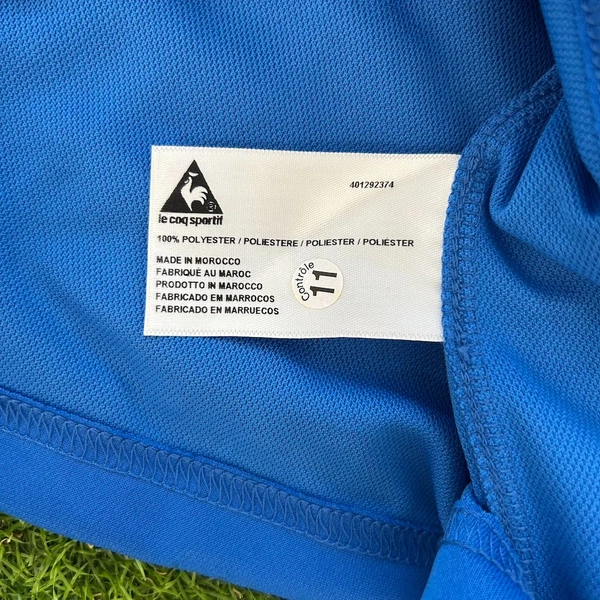 401292374
le coq sportif
100% POLYESTER / POLIESTERE / POLIESTER / POLIÉSTER
MADE IN MOROCCO
FABRIQUÉ AU MAROC
PRODOTTO IN MAROCCO
FABRICADO EM MARROCOS
FABRICADO EN MARRUECOS
Contrôle
11